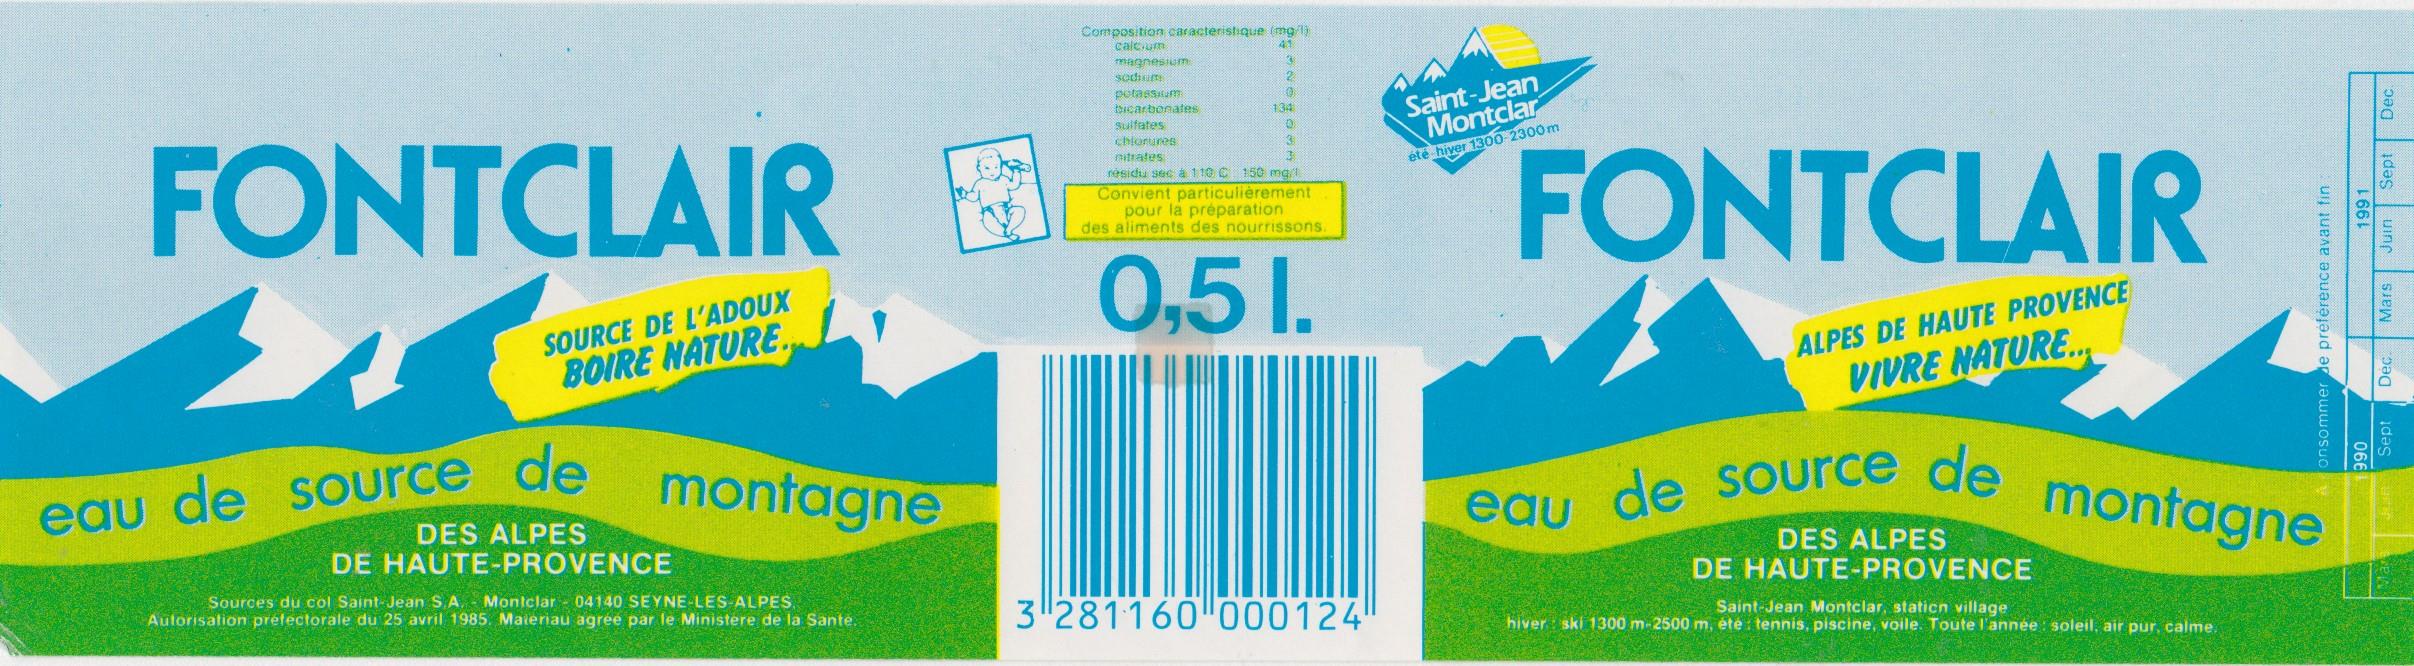 FONTCLAIR
SOURCE DE L'ADOUX
BOIRE NATURE...
eau de source de montagne
DES ALPES
DE HAUTE-PROVENCE
Sources du col Saint-Jean S.A. - Montclar - 04140 SEYNE-LES-ALPES.
Autorisation préfectorale du 25 avril 1985. Matériau agréé par le Ministère de la Santé.
Composition caractéristique (mg/l)
calcium 41
magnésium 3
sodium 2
potassium 0
bicarbonates 134
sulfates 0
chlorures 3
nitrates 3
résidu sec à 110 C : 150 mg/l
Convient particulièrement
pour la préparation
des aliments des nourrissons.
0,5 l.
3 281160 000124
Saint-Jean
Montclar
été-hiver 1300-2300 m
FONTCLAIR
ALPES DE HAUTE PROVENCE
VIVRE NATURE...
eau de source de montagne
DES ALPES
DE HAUTE-PROVENCE
Saint-Jean Montclar, station village
hiver : ski 1300 m-2500 m, été : tennis, piscine, voile. Toute l'année : soleil, air pur, calme.
A consommer de préférence avant fin :
1990 1991
Mars Juin Sept Déc. Mars Juin Sept Déc.